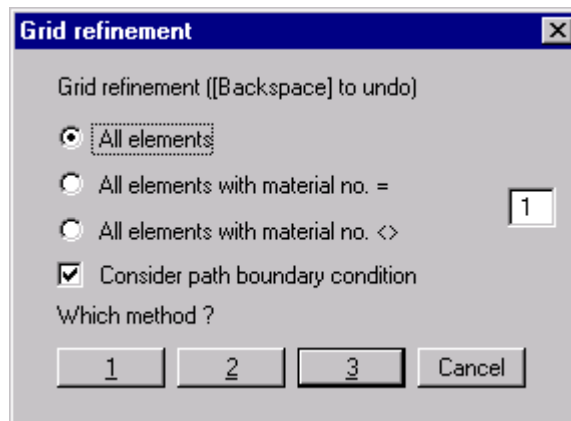 Grid refinement
Grid refinement ([Backspace] to undo)
All elements
All elements with material no. =
1
All elements with material no. <>
Consider path boundary condition
Which method ?
1 2 3 Cancel